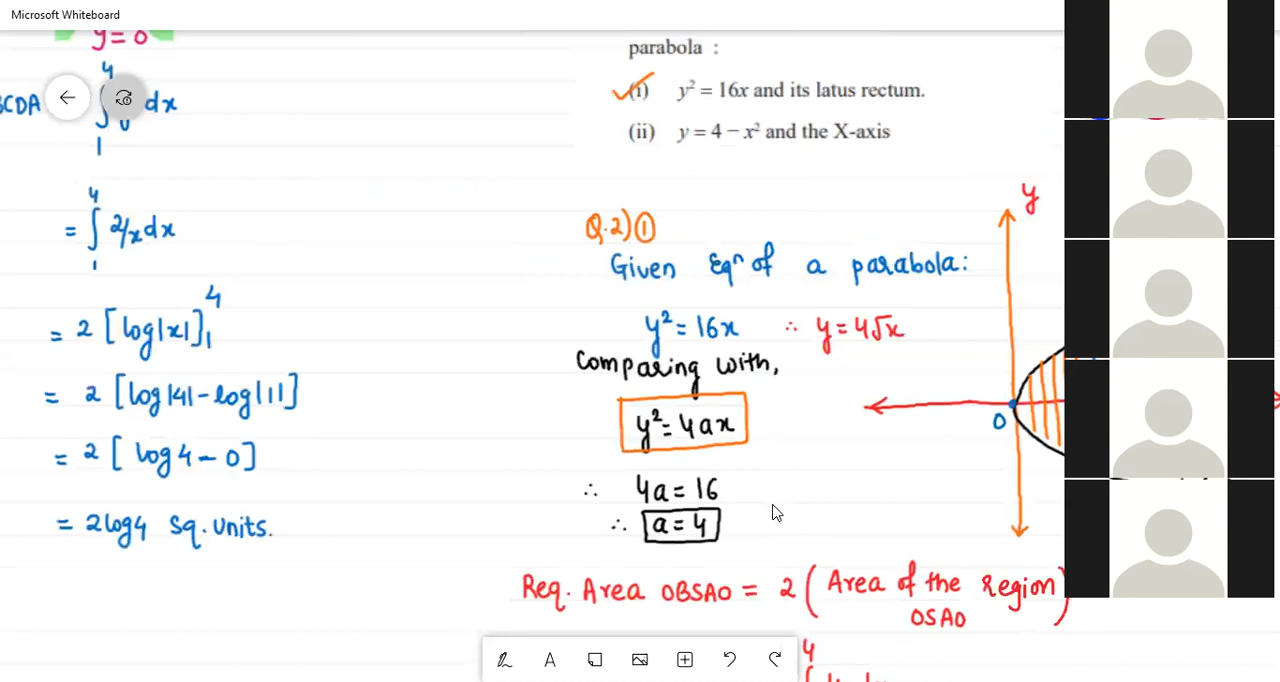 Microsoft Whiteboard
y = 0
4
BCDA
dx
1
4
= ∫ 2/x dx
1
= 2 [log|x|]₁⁴
= 2 [log|4| - log|1|]
= 2 [log 4 - 0]
= 2log4 sq. units.
parabola :
(i) y² = 16x and its latus rectum.
(ii) y = 4 – x² and the X-axis
Q.2) ①
Given Eqⁿ of a parabola:
y² = 16x ∴ y = 4√x
Comparing with,
y² = 4ax
∴ 4a = 16
∴ a = 4
y
O
Req. Area OBSAO = 2 (Area of the Region)
OSAO
4